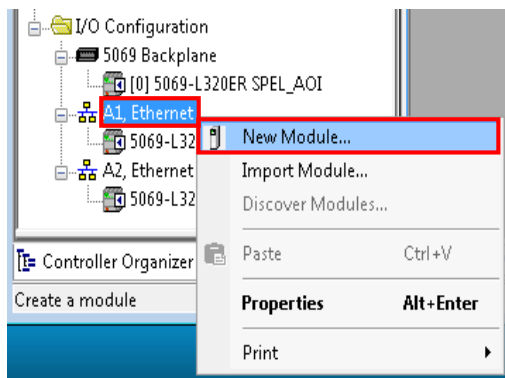 I/O Configuration
5069 Backplane
[0] 5069-L320ER SPEL_AOI
A1, Ethernet
5069-L32
A2, Ethernet
5069-L32
Controller Organizer
Create a module
New Module...
Import Module...
Discover Modules...
Paste Ctrl+V
Properties Alt+Enter
Print